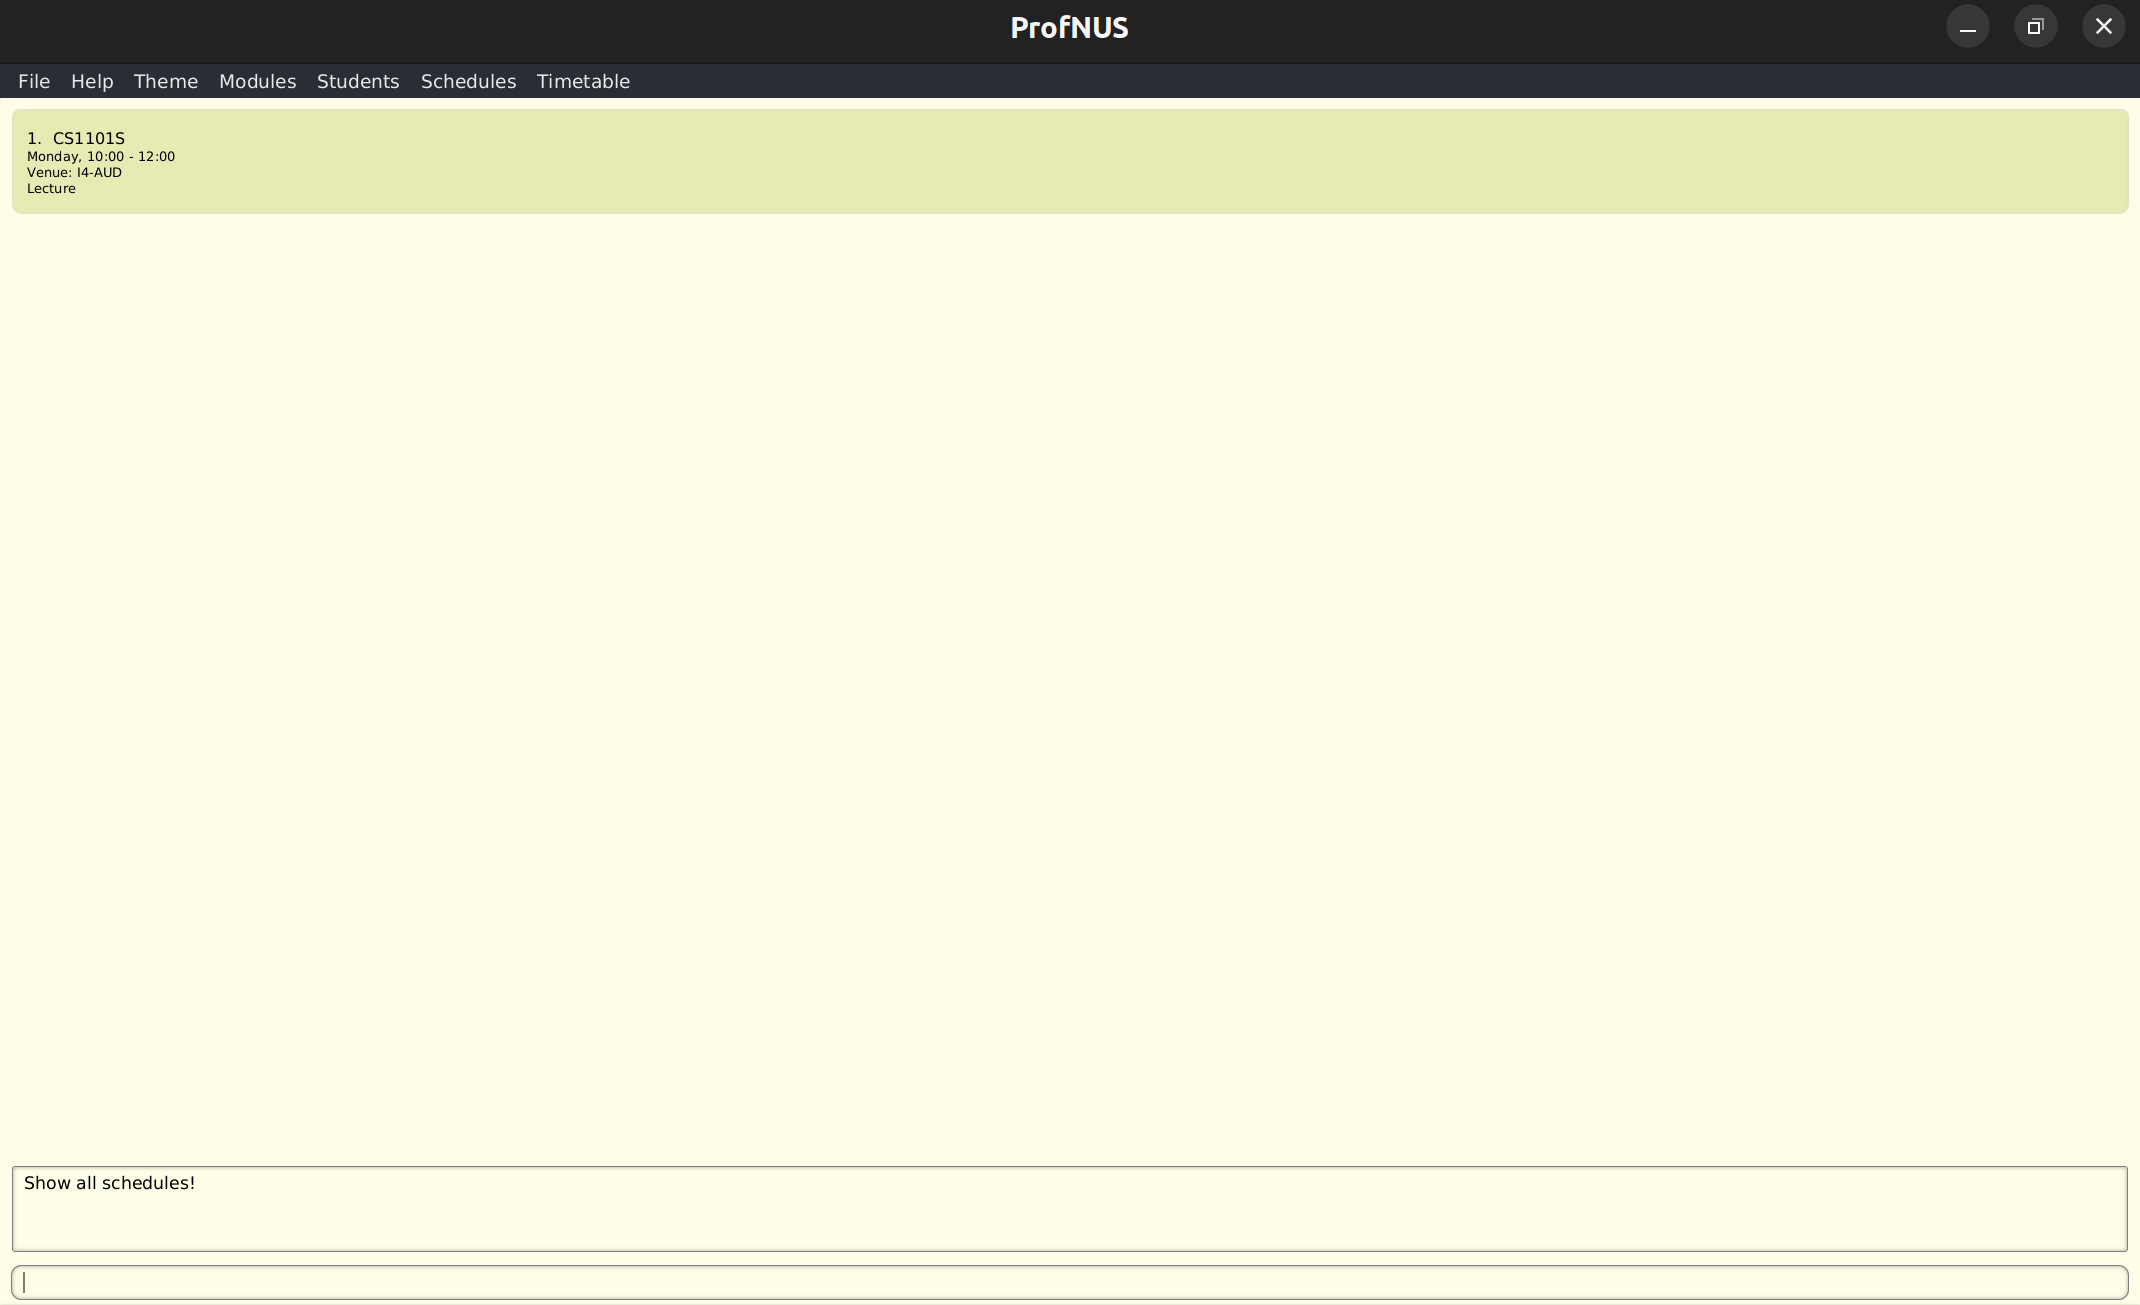 ProfNUS
File Help Theme Modules Students Schedules Timetable
1. CS1101S
Monday, 10:00 - 12:00
Venue: I4-AUD
Lecture
Show all schedules!